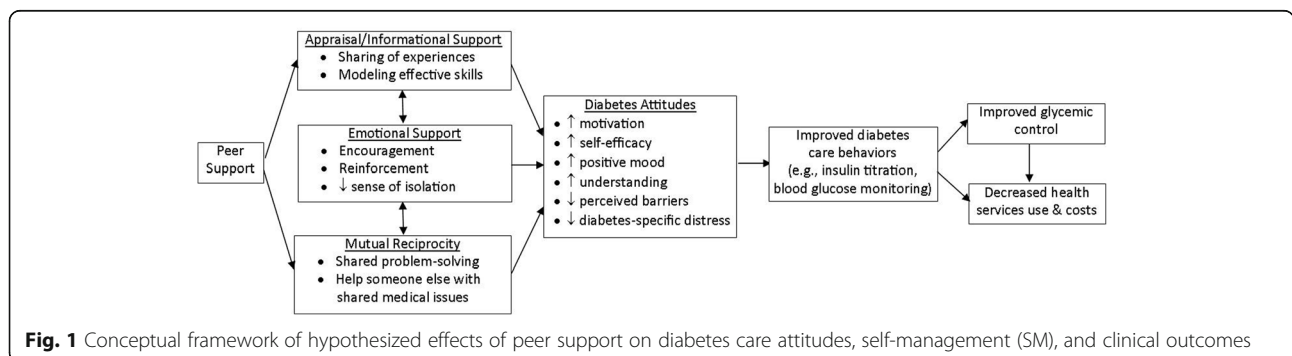 Peer
Support
Appraisal/Informational Support
• Sharing of experiences
• Modeling effective skills
Emotional Support
• Encouragement
• Reinforcement
• ↓ sense of isolation
Mutual Reciprocity
• Shared problem-solving
• Help someone else with
shared medical issues
Diabetes Attitudes
• ↑ motivation
• ↑ self-efficacy
• ↑ positive mood
• ↑ understanding
• ↓ perceived barriers
• ↓ diabetes-specific distress
Improved diabetes
care behaviors
(e.g., insulin titration,
blood glucose monitoring)
Improved glycemic
control
Decreased health
services use & costs
Fig. 1 Conceptual framework of hypothesized effects of peer support on diabetes care attitudes, self-management (SM), and clinical outcomes